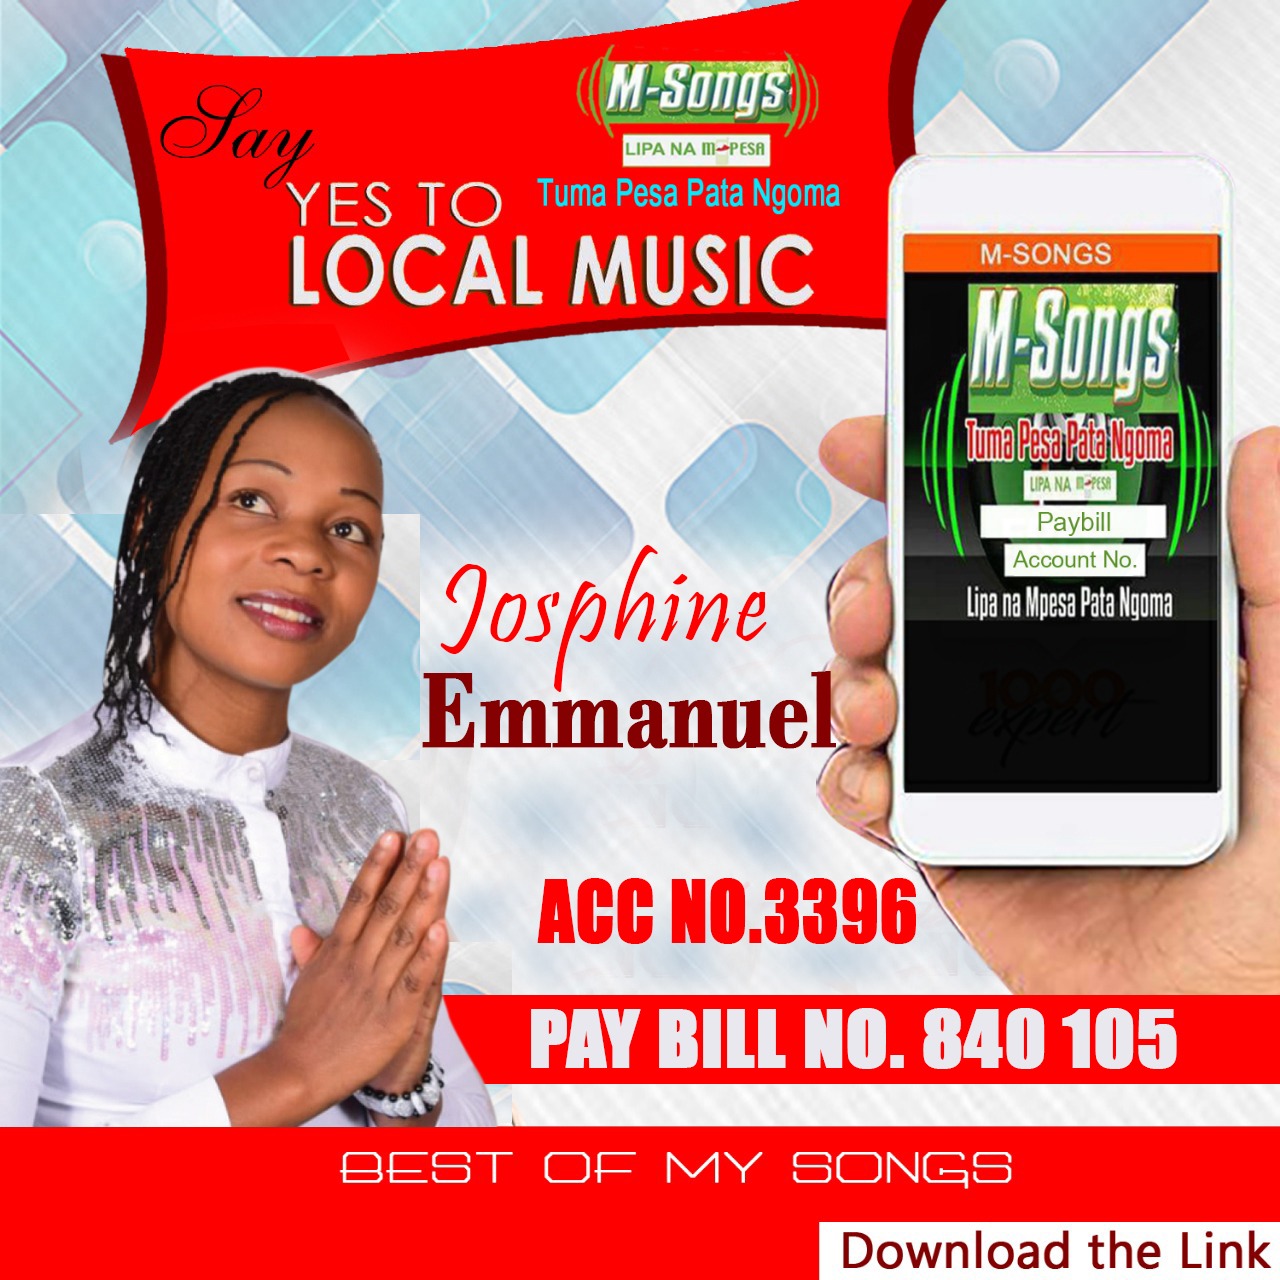 Say
YES TO
LOCAL MUSIC
M-Songs
LIPA NA M-PESA
Tuma Pesa Pata Ngoma
M-SONGS
M-Songs
Tuma Pesa Pata Ngoma
LIPA NA M-PESA
Paybill
Account No.
Lipa na Mpesa Pata Ngoma
1000
expert
Josphine
Emmanuel
ACC NO.3396
PAY BILL NO. 840 105
BEST OF MY SONGS
Download the Link